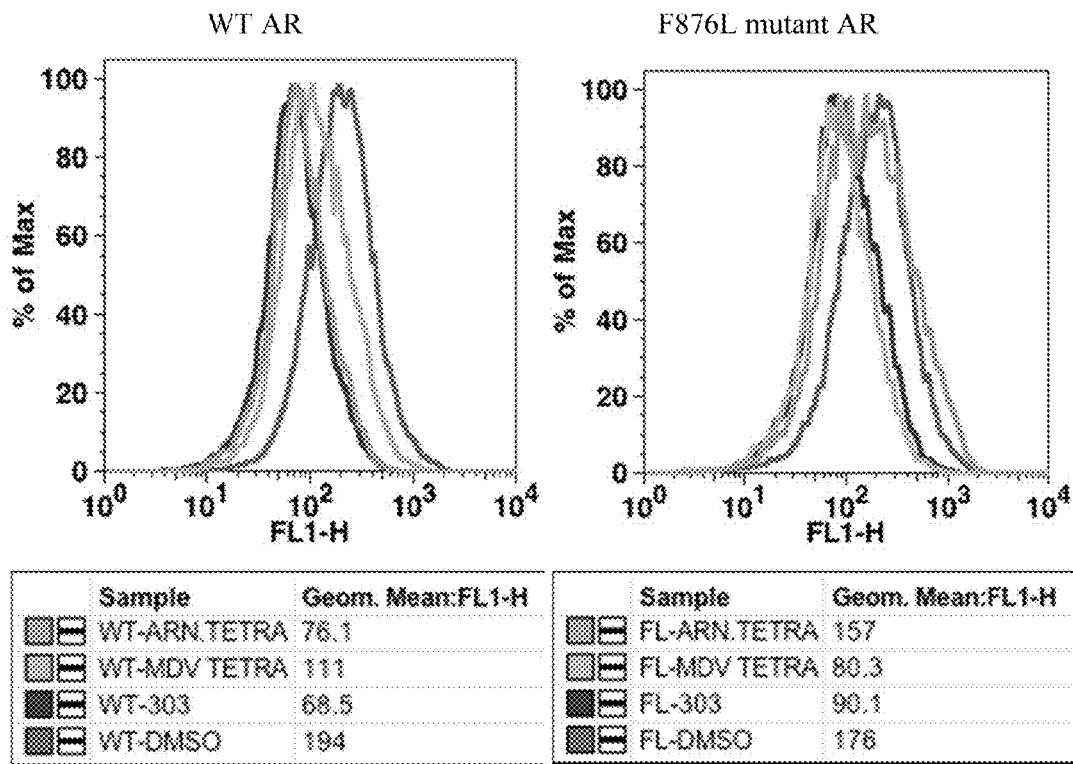 WT AR
F876L mutant AR
100
80
60
40
20
0
% of Max
10^0 10^1 10^2 10^3 10^4
FL1-H
100
80
60
40
20
0
% of Max
10^0 10^1 10^2 10^3 10^4
FL1-H
Sample Geom. Mean:FL1-H
WT-ARN.TETRA 76.1
WT-MDV TETRA 111
WT-303 68.5
WT-DMSO 194
Sample Geom. Mean:FL1-H
FL-ARN.TETRA 157
FL-MDV TETRA 80.3
FL-303 90.1
FL-DMSO 176